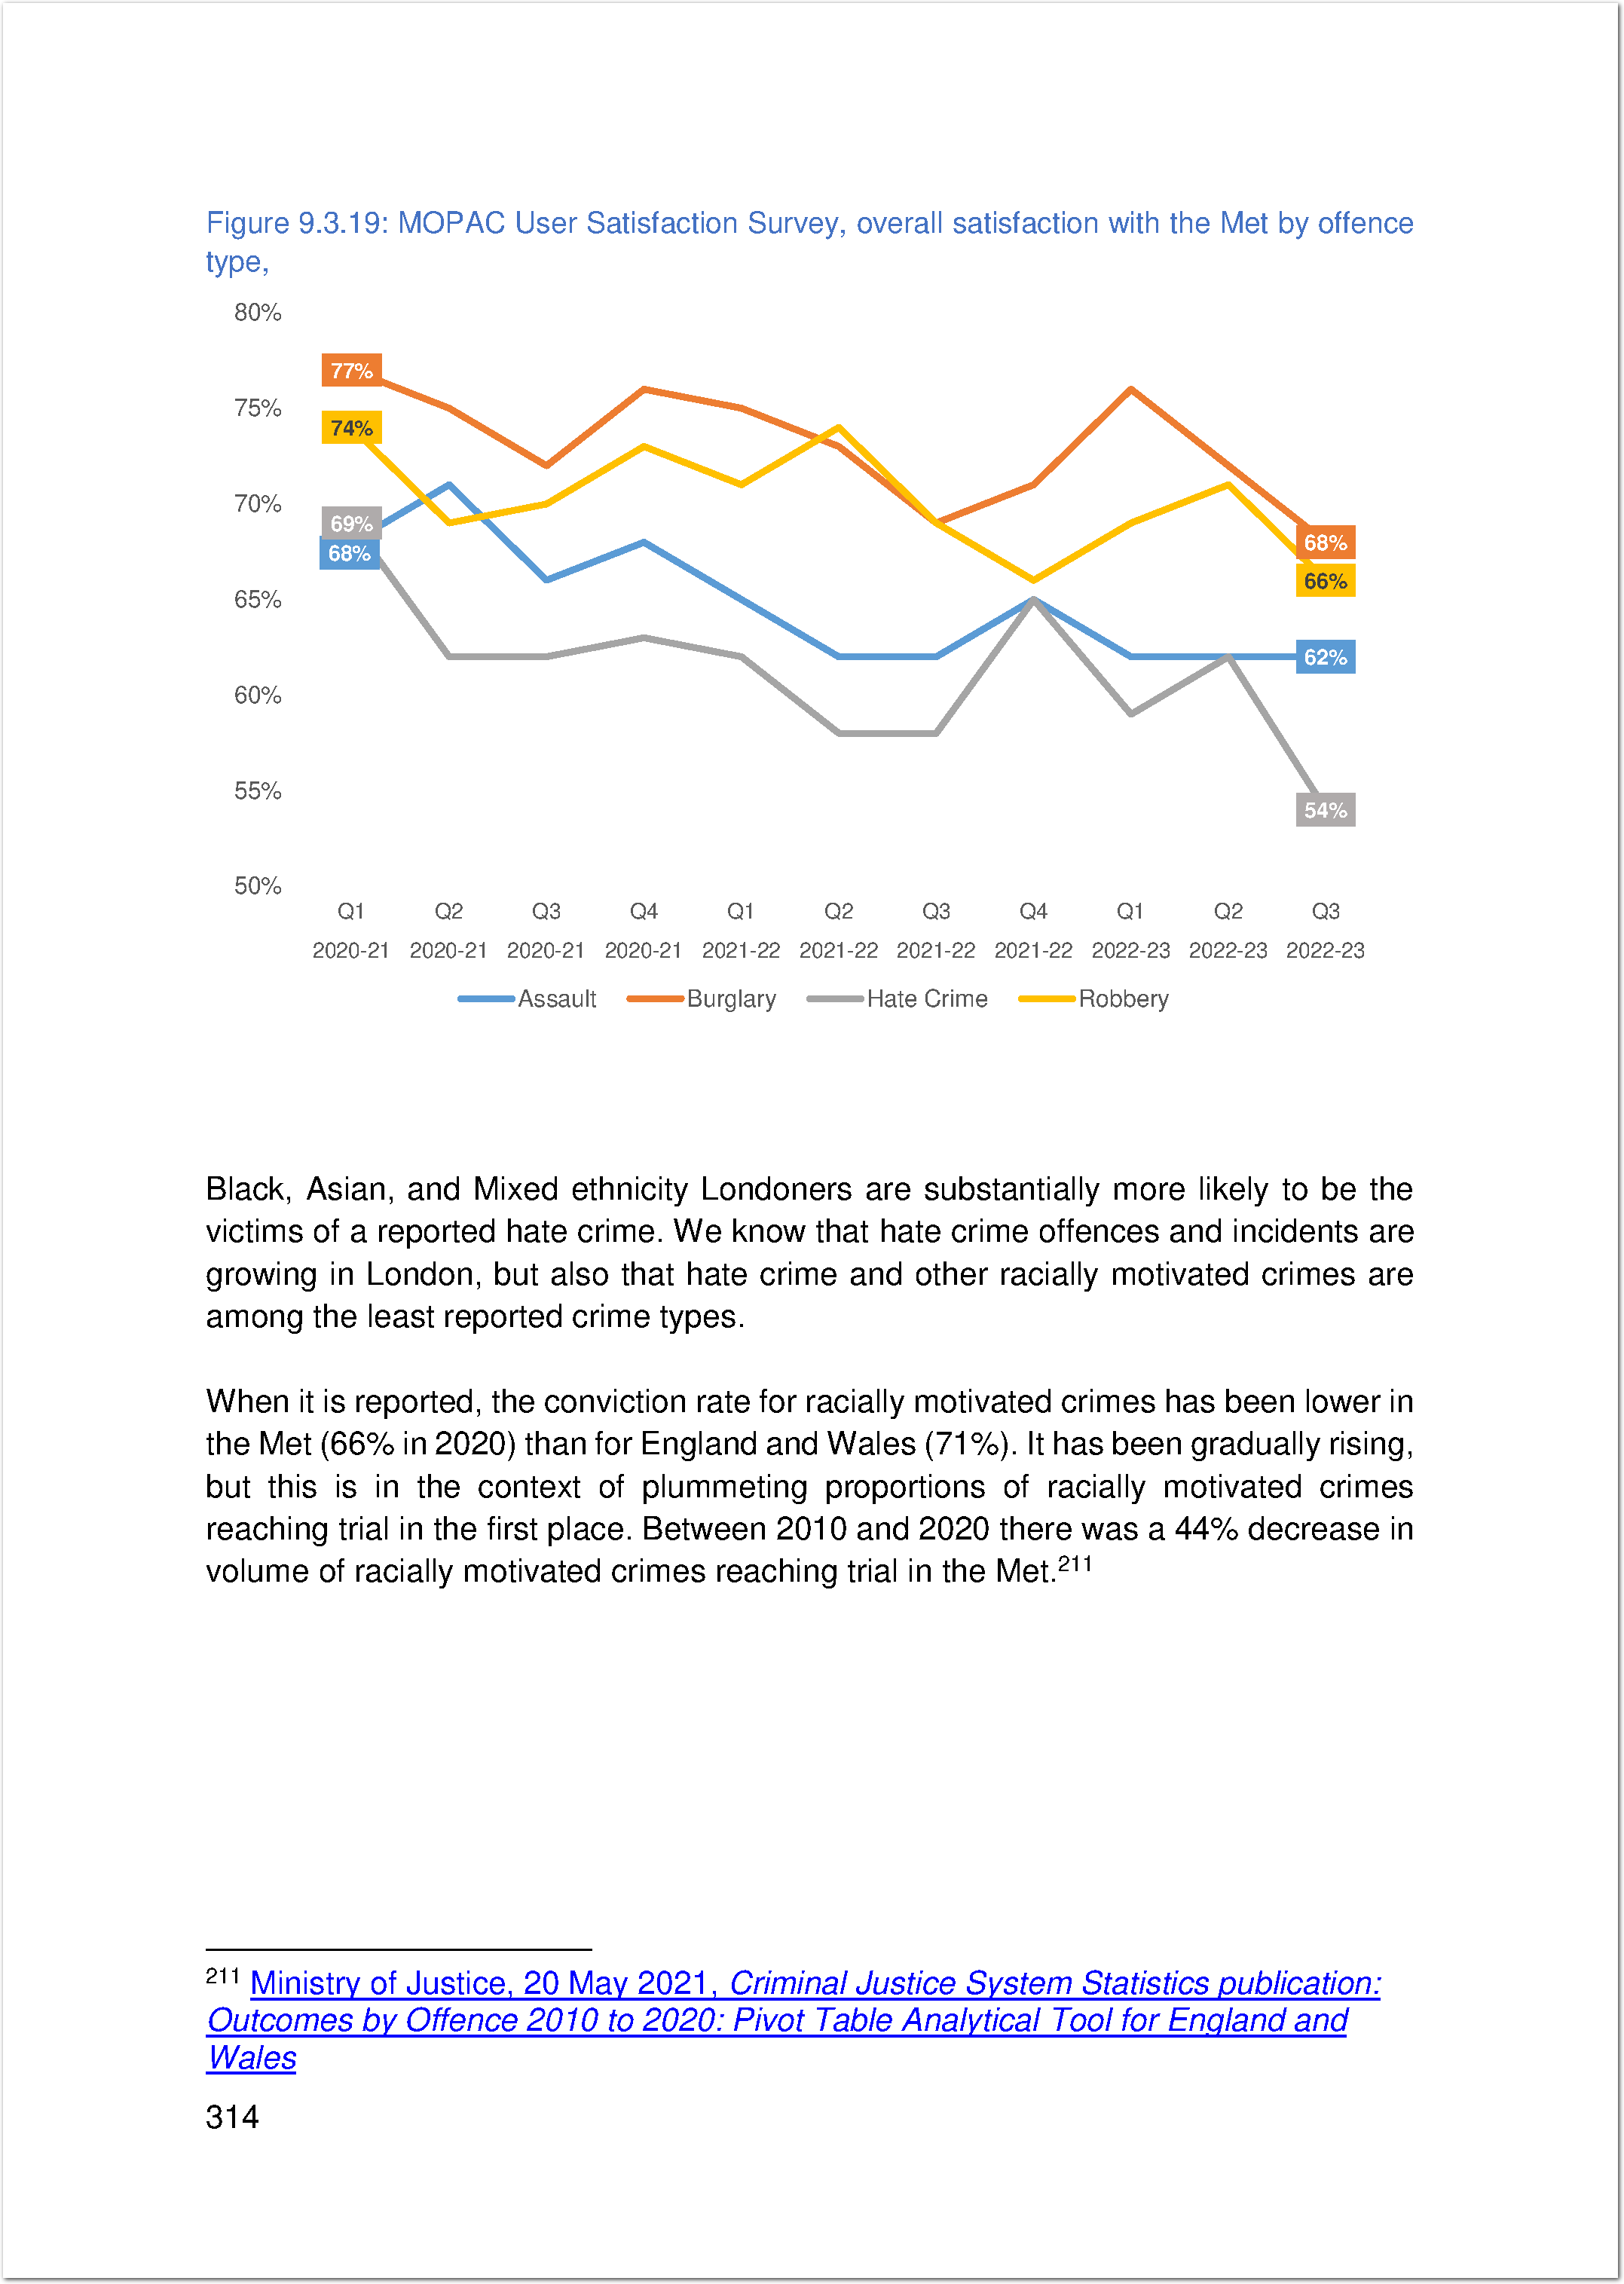 Figure 9.3.19: MOPAC User Satisfaction Survey, overall satisfaction with the Met by offence
type,
80%
77%
75%
74%
70%
69%
68%
68%
66%
65%
62%
60%
55%
54%
50%
Q1 Q2 Q3 Q4 Q1 Q2 Q3 Q4 Q1 Q2 Q3
2020-21 2020-21 2020-21 2020-21 2021-22 2021-22 2021-22 2021-22 2022-23 2022-23 2022-23
Assault Burglary Hate Crime Robbery
Black, Asian, and Mixed ethnicity Londoners are substantially more likely to be the
victims of a reported hate crime. We know that hate crime offences and incidents are
growing in London, but also that hate crime and other racially motivated crimes are
among the least reported crime types.
When it is reported, the conviction rate for racially motivated crimes has been lower in
the Met (66% in 2020) than for England and Wales (71%). It has been gradually rising,
but this is in the context of plummeting proportions of racially motivated crimes
reaching trial in the first place. Between 2010 and 2020 there was a 44% decrease in
volume of racially motivated crimes reaching trial in the Met.211
211 Ministry of Justice, 20 May 2021, Criminal Justice System Statistics publication:
Outcomes by Offence 2010 to 2020: Pivot Table Analytical Tool for England and
Wales
314